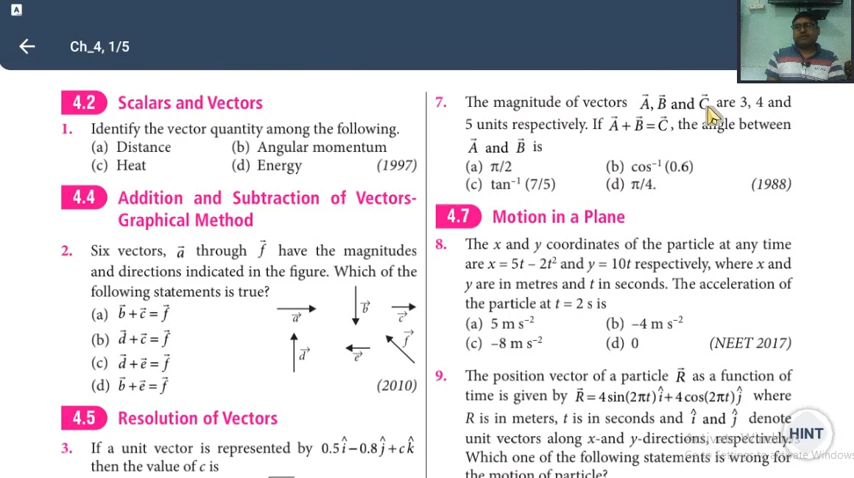 A
Ch_4, 1/5
4.2 Scalars and Vectors
1. Identify the vector quantity among the following.
(a) Distance (b) Angular momentum
(c) Heat (d) Energy (1997)
4.4 Addition and Subtraction of Vectors-
Graphical Method
2. Six vectors, a⃗ through f⃗ have the magnitudes
and directions indicated in the figure. Which of the
following statements is true?
(a) b⃗ + c⃗ = f⃗
(b) d⃗ + c⃗ = f⃗
(c) d⃗ + e⃗ = f⃗
(d) b⃗ + e⃗ = f⃗ (2010)
a⃗ b⃗ c⃗
d⃗ e⃗ f⃗
4.5 Resolution of Vectors
3. If a unit vector is represented by 0.5î − 0.8ĵ + ck̂
then the value of c is
7. The magnitude of vectors A⃗, B⃗ and C⃗ are 3, 4 and
5 units respectively. If A⃗ + B⃗ = C⃗, the angle between
A⃗ and B⃗ is
(a) π/2 (b) cos⁻¹ (0.6)
(c) tan⁻¹ (7/5) (d) π/4. (1988)
4.7 Motion in a Plane
8. The x and y coordinates of the particle at any time
are x = 5t – 2t² and y = 10t respectively, where x and
y are in metres and t in seconds. The acceleration of
the particle at t = 2 s is
(a) 5 m s⁻² (b) –4 m s⁻²
(c) –8 m s⁻² (d) 0 (NEET 2017)
9. The position vector of a particle R⃗ as a function of
time is given by R⃗ = 4sin(2πt)î + 4cos(2πt)ĵ where
R is in meters, t is in seconds and î and ĵ denote
unit vectors along x-and y-directions, respectively.
Which one of the following statements is wrong for
the motion of particle?
HINT